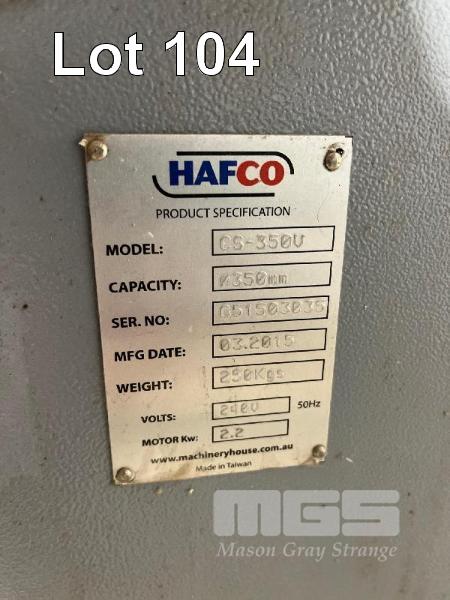 Lot 104
HAFCO
PRODUCT SPECIFICATION
MODEL: CS-350V
CAPACITY: Ø350mm
SER. NO: G51503035
MFG DATE: 03.2015
WEIGHT: 250Kgs
VOLTS: 240V 50Hz
MOTOR Kw: 2.2
www.machineryhouse.com.au
Made in Taiwan
MGS
Mason Gray Strange